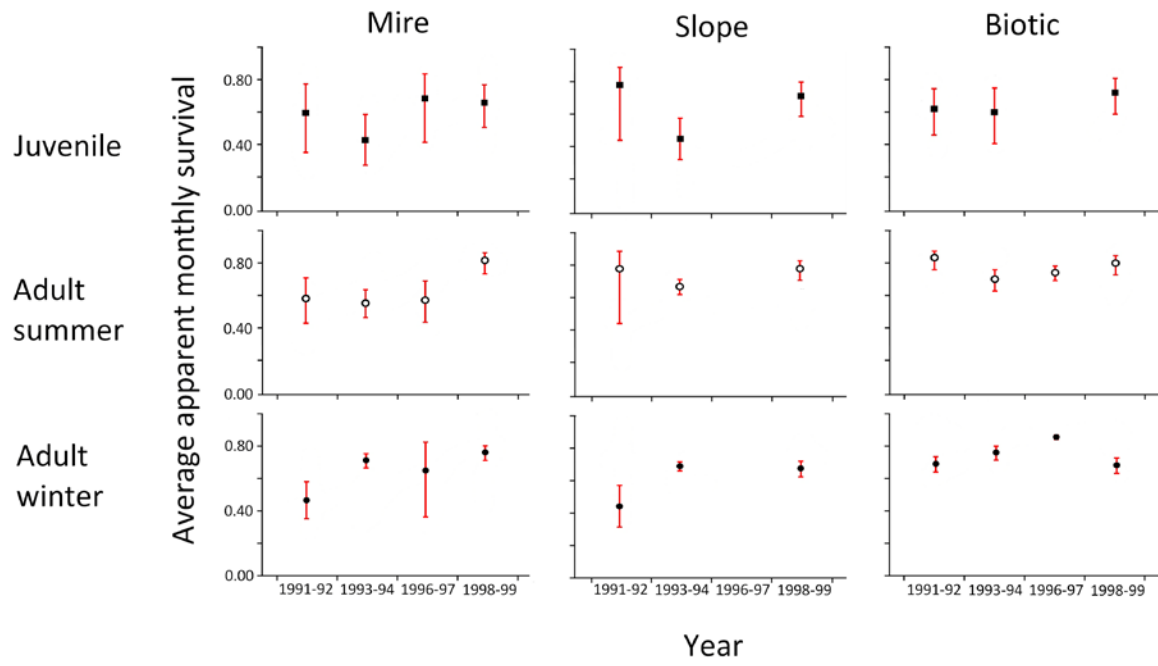 Mire
Slope
Biotic
Juvenile
Adult
summer
Adult
winter
Average apparent monthly survival
0.80
0.40
0.00
0.80
0.40
0.00
0.80
0.40
0.00
1991-92 1993-94 1996-97 1998-99
1991-92 1993-94 1996-97 1998-99
1991-92 1993-94 1996-97 1998-99
Year